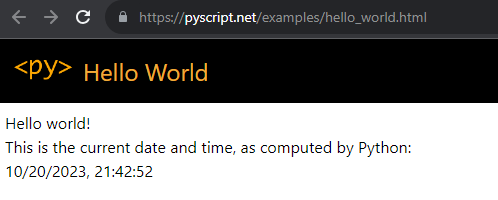 https://pyscript.net/examples/hello_world.html
<py> Hello World
Hello world!
This is the current date and time, as computed by Python:
10/20/2023, 21:42:52